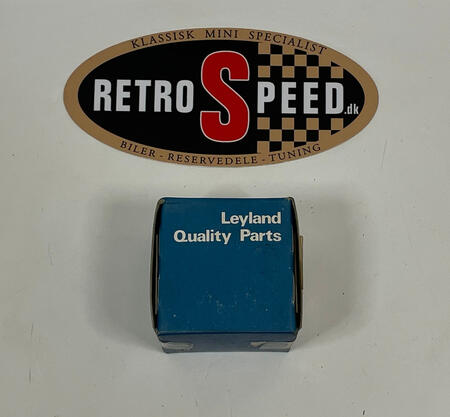 KLASSISK MINI SPECIALIST
RETRO SPEED.dk
BILER - RESERVEDELE - TUNING
Leyland
Quality Parts